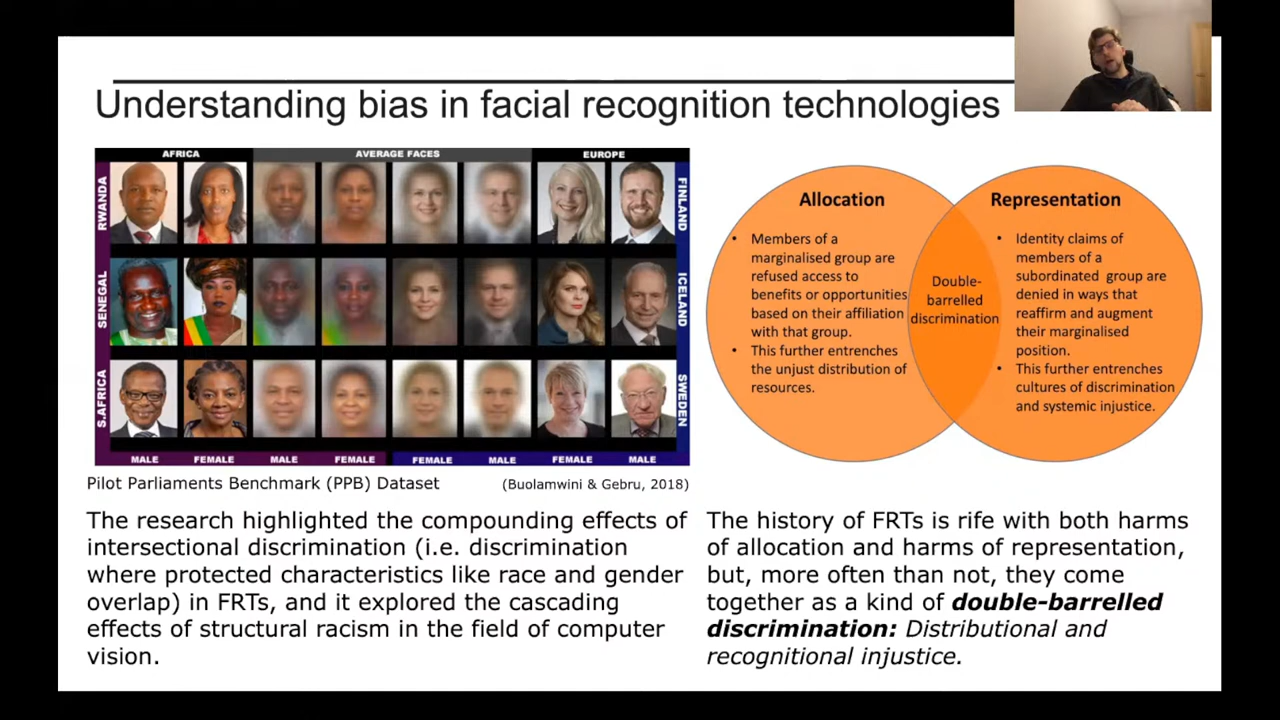 Understanding bias in facial recognition technologies
AFRICA AVERAGE FACES EUROPE
RWANDA
FINLAND
SENEGAL
ICELAND
S.AFRICA
SWEDEN
MALE FEMALE MALE FEMALE FEMALE MALE FEMALE MALE
Pilot Parliaments Benchmark (PPB) Dataset (Buolamwini & Gebru, 2018)
The research highlighted the compounding effects of
intersectional discrimination (i.e. discrimination
where protected characteristics like race and gender
overlap) in FRTs, and it explored the cascading
effects of structural racism in the field of computer
vision.
Allocation
• Members of a
marginalised group are
refused access to
benefits or opportunities
based on their affiliation
with that group.
• This further entrenches
the unjust distribution of
resources.
Double-
barrelled
discrimination
Representation
• Identity claims of
members of a
subordinated group are
denied in ways that
reaffirm and augment
their marginalised
position.
• This further entrenches
cultures of discrimination
and systemic injustice.
The history of FRTs is rife with both harms
of allocation and harms of representation,
but, more often than not, they come
together as a kind of double-barrelled
discrimination: Distributional and
recognitional injustice.